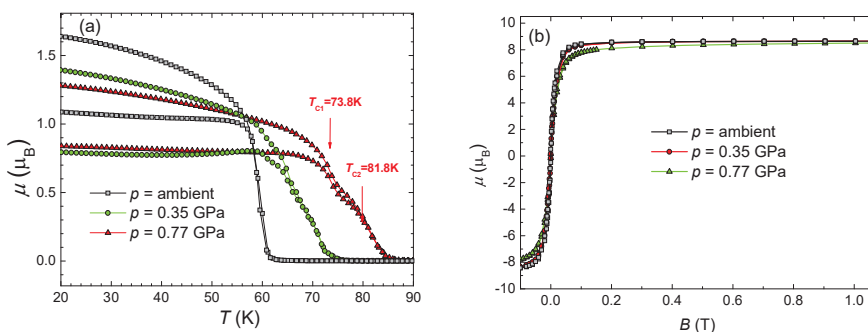 (a)
1.5
1.0
0.5
0.0
μ (μB)
TC1=73.8K
TC2=81.8K
p = ambient
p = 0.35 GPa
p = 0.77 GPa
20 30 40 50 60 70 80 90
T (K)
(b)
10
8
6
4
2
0
-2
-4
-6
-8
-10
μ (μB)
p = ambient
p = 0.35 GPa
p = 0.77 GPa
0.0 0.2 0.4 0.6 0.8 1.0
B (T)